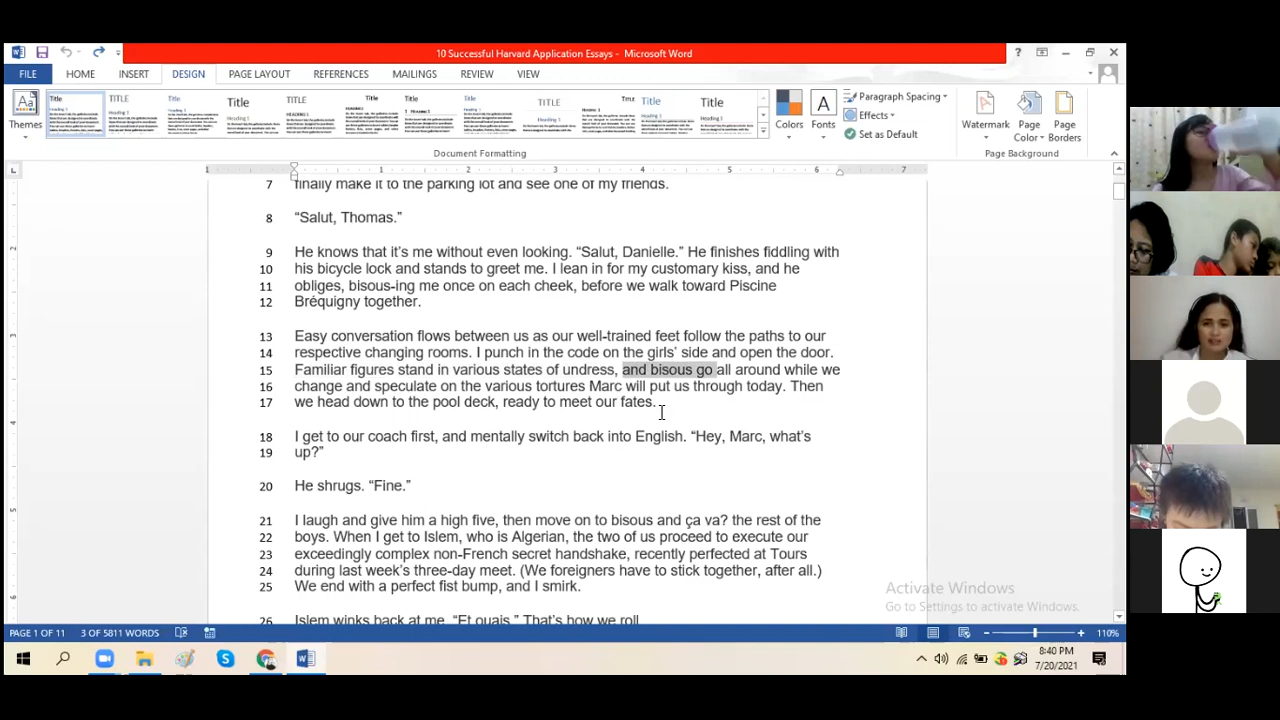 10 Successful Harvard Application Essays - Microsoft Word
FILE HOME INSERT DESIGN PAGE LAYOUT REFERENCES MAILINGS REVIEW VIEW
Themes
Colors
Fonts
Paragraph Spacing
Effects
Set as Default
Watermark
Page Color
Page Borders
Document Formatting
Page Background
7 finally make it to the parking lot and see one of my friends.
8 “Salut, Thomas.”
9 He knows that it’s me without even looking. “Salut, Danielle.” He finishes fiddling with
10 his bicycle lock and stands to greet me. I lean in for my customary kiss, and he
11 obliges, bisous-ing me once on each cheek, before we walk toward Piscine
12 Bréquigny together.
13 Easy conversation flows between us as our well-trained feet follow the paths to our
14 respective changing rooms. I punch in the code on the girls’ side and open the door.
15 Familiar figures stand in various states of undress, and bisous go all around while we
16 change and speculate on the various tortures Marc will put us through today. Then
17 we head down to the pool deck, ready to meet our fates.
18 I get to our coach first, and mentally switch back into English. “Hey, Marc, what’s
19 up?”
20 He shrugs. “Fine.”
21 I laugh and give him a high five, then move on to bisous and ça va? the rest of the
22 boys. When I get to Islem, who is Algerian, the two of us proceed to execute our
23 exceedingly complex non-French secret handshake, recently perfected at Tours
24 during last week’s three-day meet. (We foreigners have to stick together, after all.)
25 We end with a perfect fist bump, and I smirk.
26 Islem winks back at me. “Et ouais.” That’s how we roll
Activate Windows
Go to Settings to activate Windows.
PAGE 1 OF 11 3 OF 5811 WORDS 110%
8:40 PM
7/20/2021